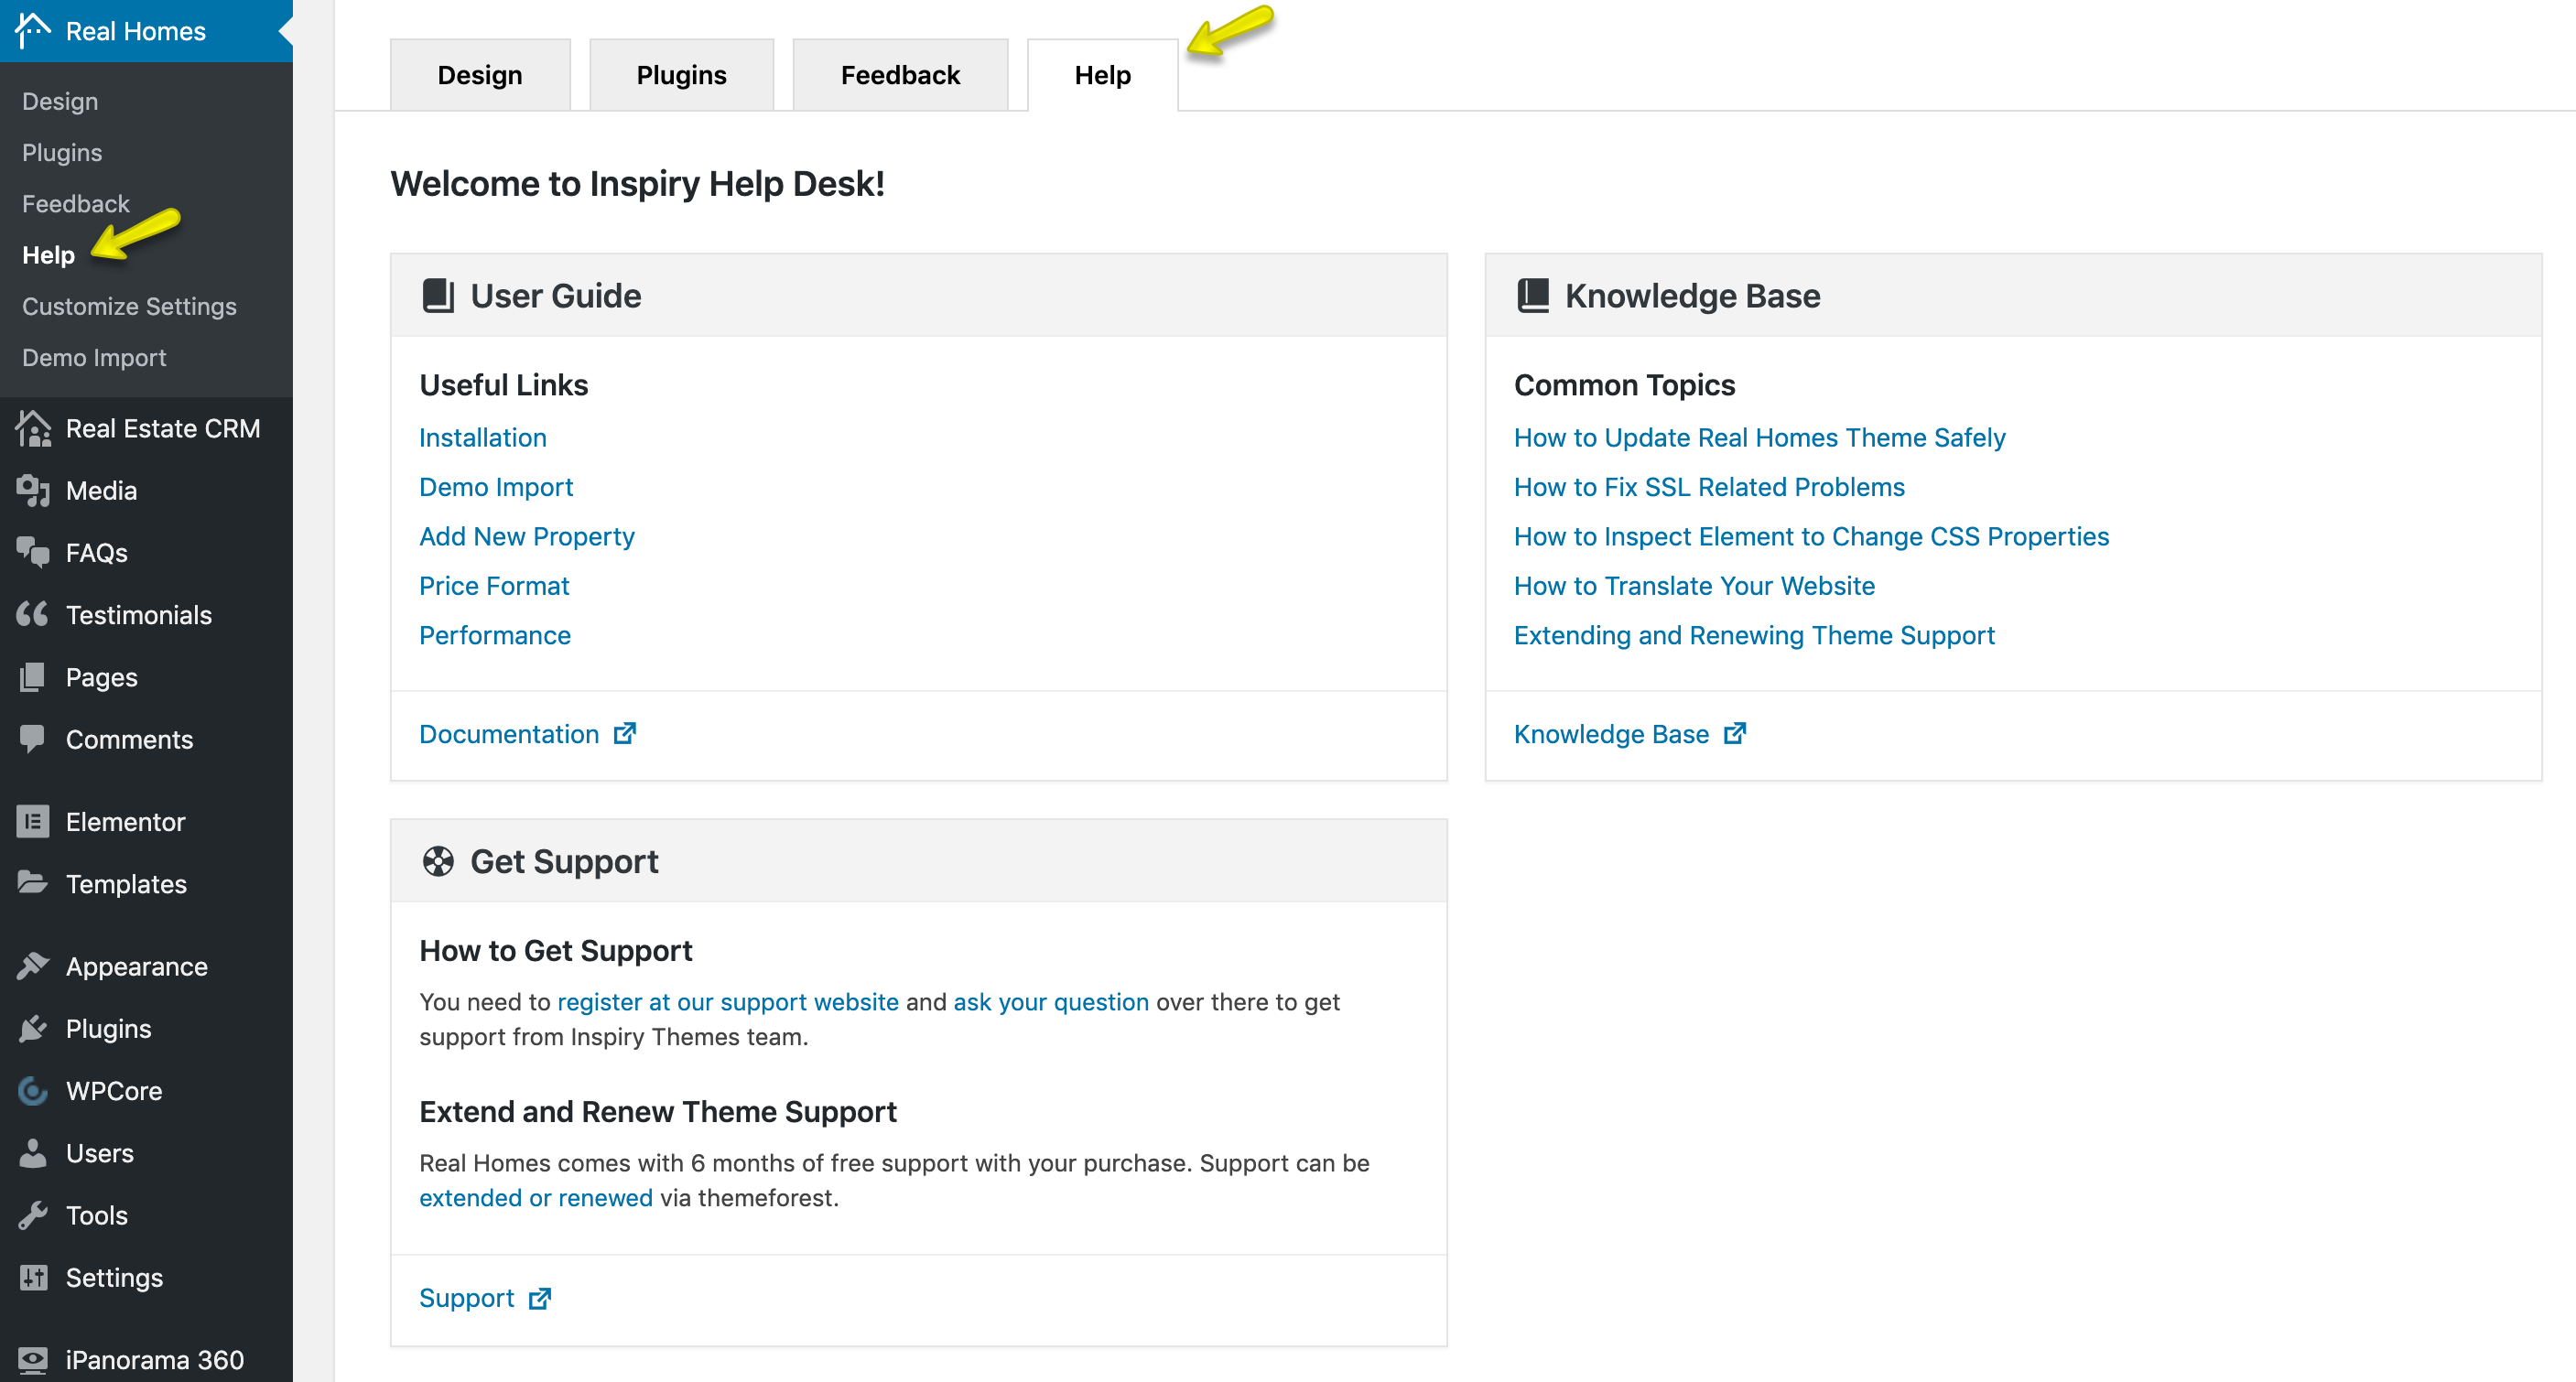 Real Homes
Design
Plugins
Feedback
Help
Customize Settings
Demo Import
Real Estate CRM
Media
FAQs
Testimonials
Pages
Comments
Elementor
Templates
Appearance
Plugins
WPCore
Users
Tools
Settings
iPanorama 360
Design
Plugins
Feedback
Help
Welcome to Inspiry Help Desk!
User Guide
Useful Links
Installation
Demo Import
Add New Property
Price Format
Performance
Documentation
Knowledge Base
Common Topics
How to Update Real Homes Theme Safely
How to Fix SSL Related Problems
How to Inspect Element to Change CSS Properties
How to Translate Your Website
Extending and Renewing Theme Support
Knowledge Base
Get Support
How to Get Support
You need to register at our support website and ask your question over there to get
support from Inspiry Themes team.
Extend and Renew Theme Support
Real Homes comes with 6 months of free support with your purchase. Support can be
extended or renewed via themeforest.
Support